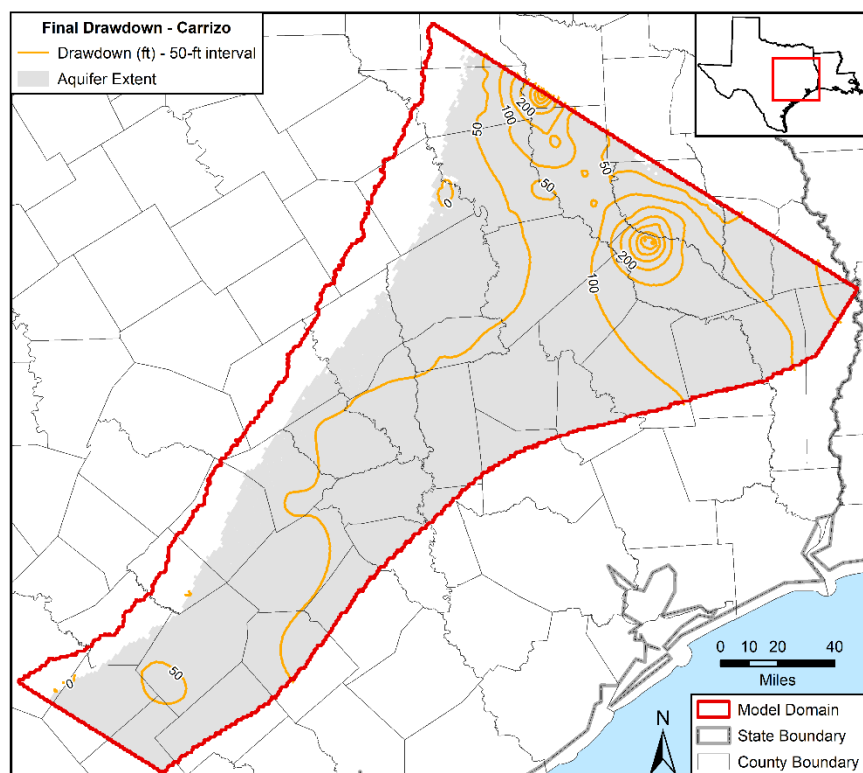 Final Drawdown - Carrizo
Drawdown (ft) - 50-ft interval
Aquifer Extent
200
100
50
50
50
0
200
100
50
0
0 10 20 40
Miles
N
Model Domain
State Boundary
County Boundary